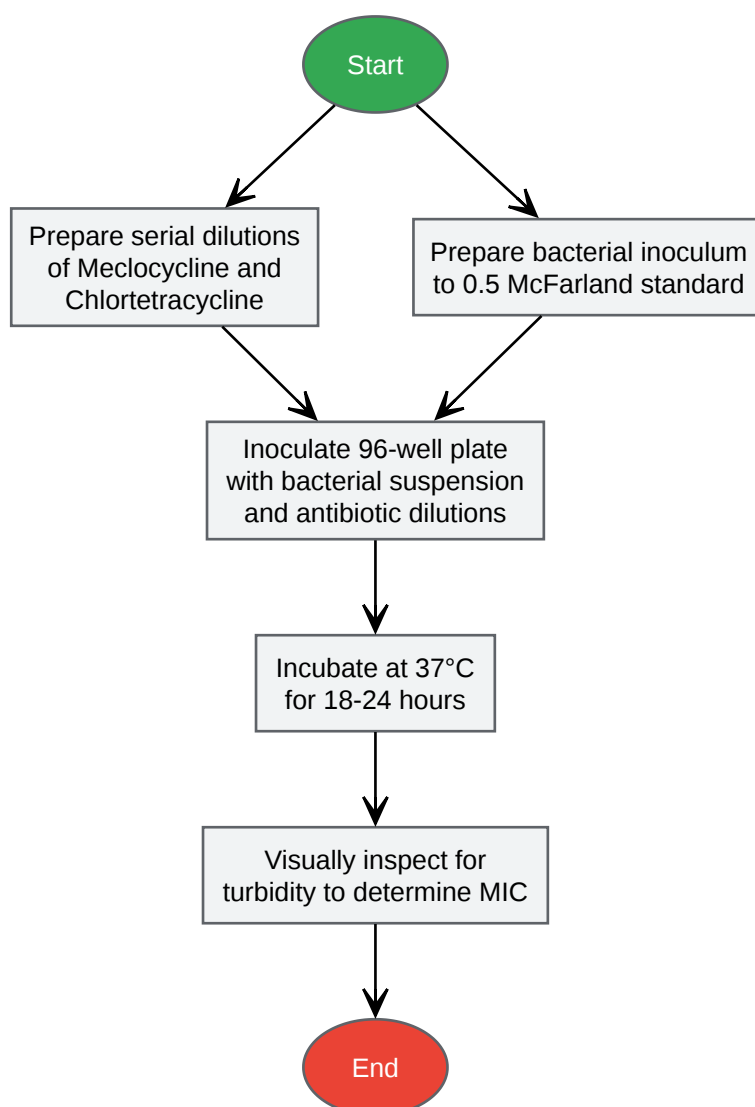 Start
Prepare serial dilutions
of Meclocycline and
Chlortetracycline
Prepare bacterial inoculum
to 0.5 McFarland standard
Inoculate 96-well plate
with bacterial suspension
and antibiotic dilutions
Incubate at 37°C
for 18-24 hours
Visually inspect for
turbidity to determine MIC
End